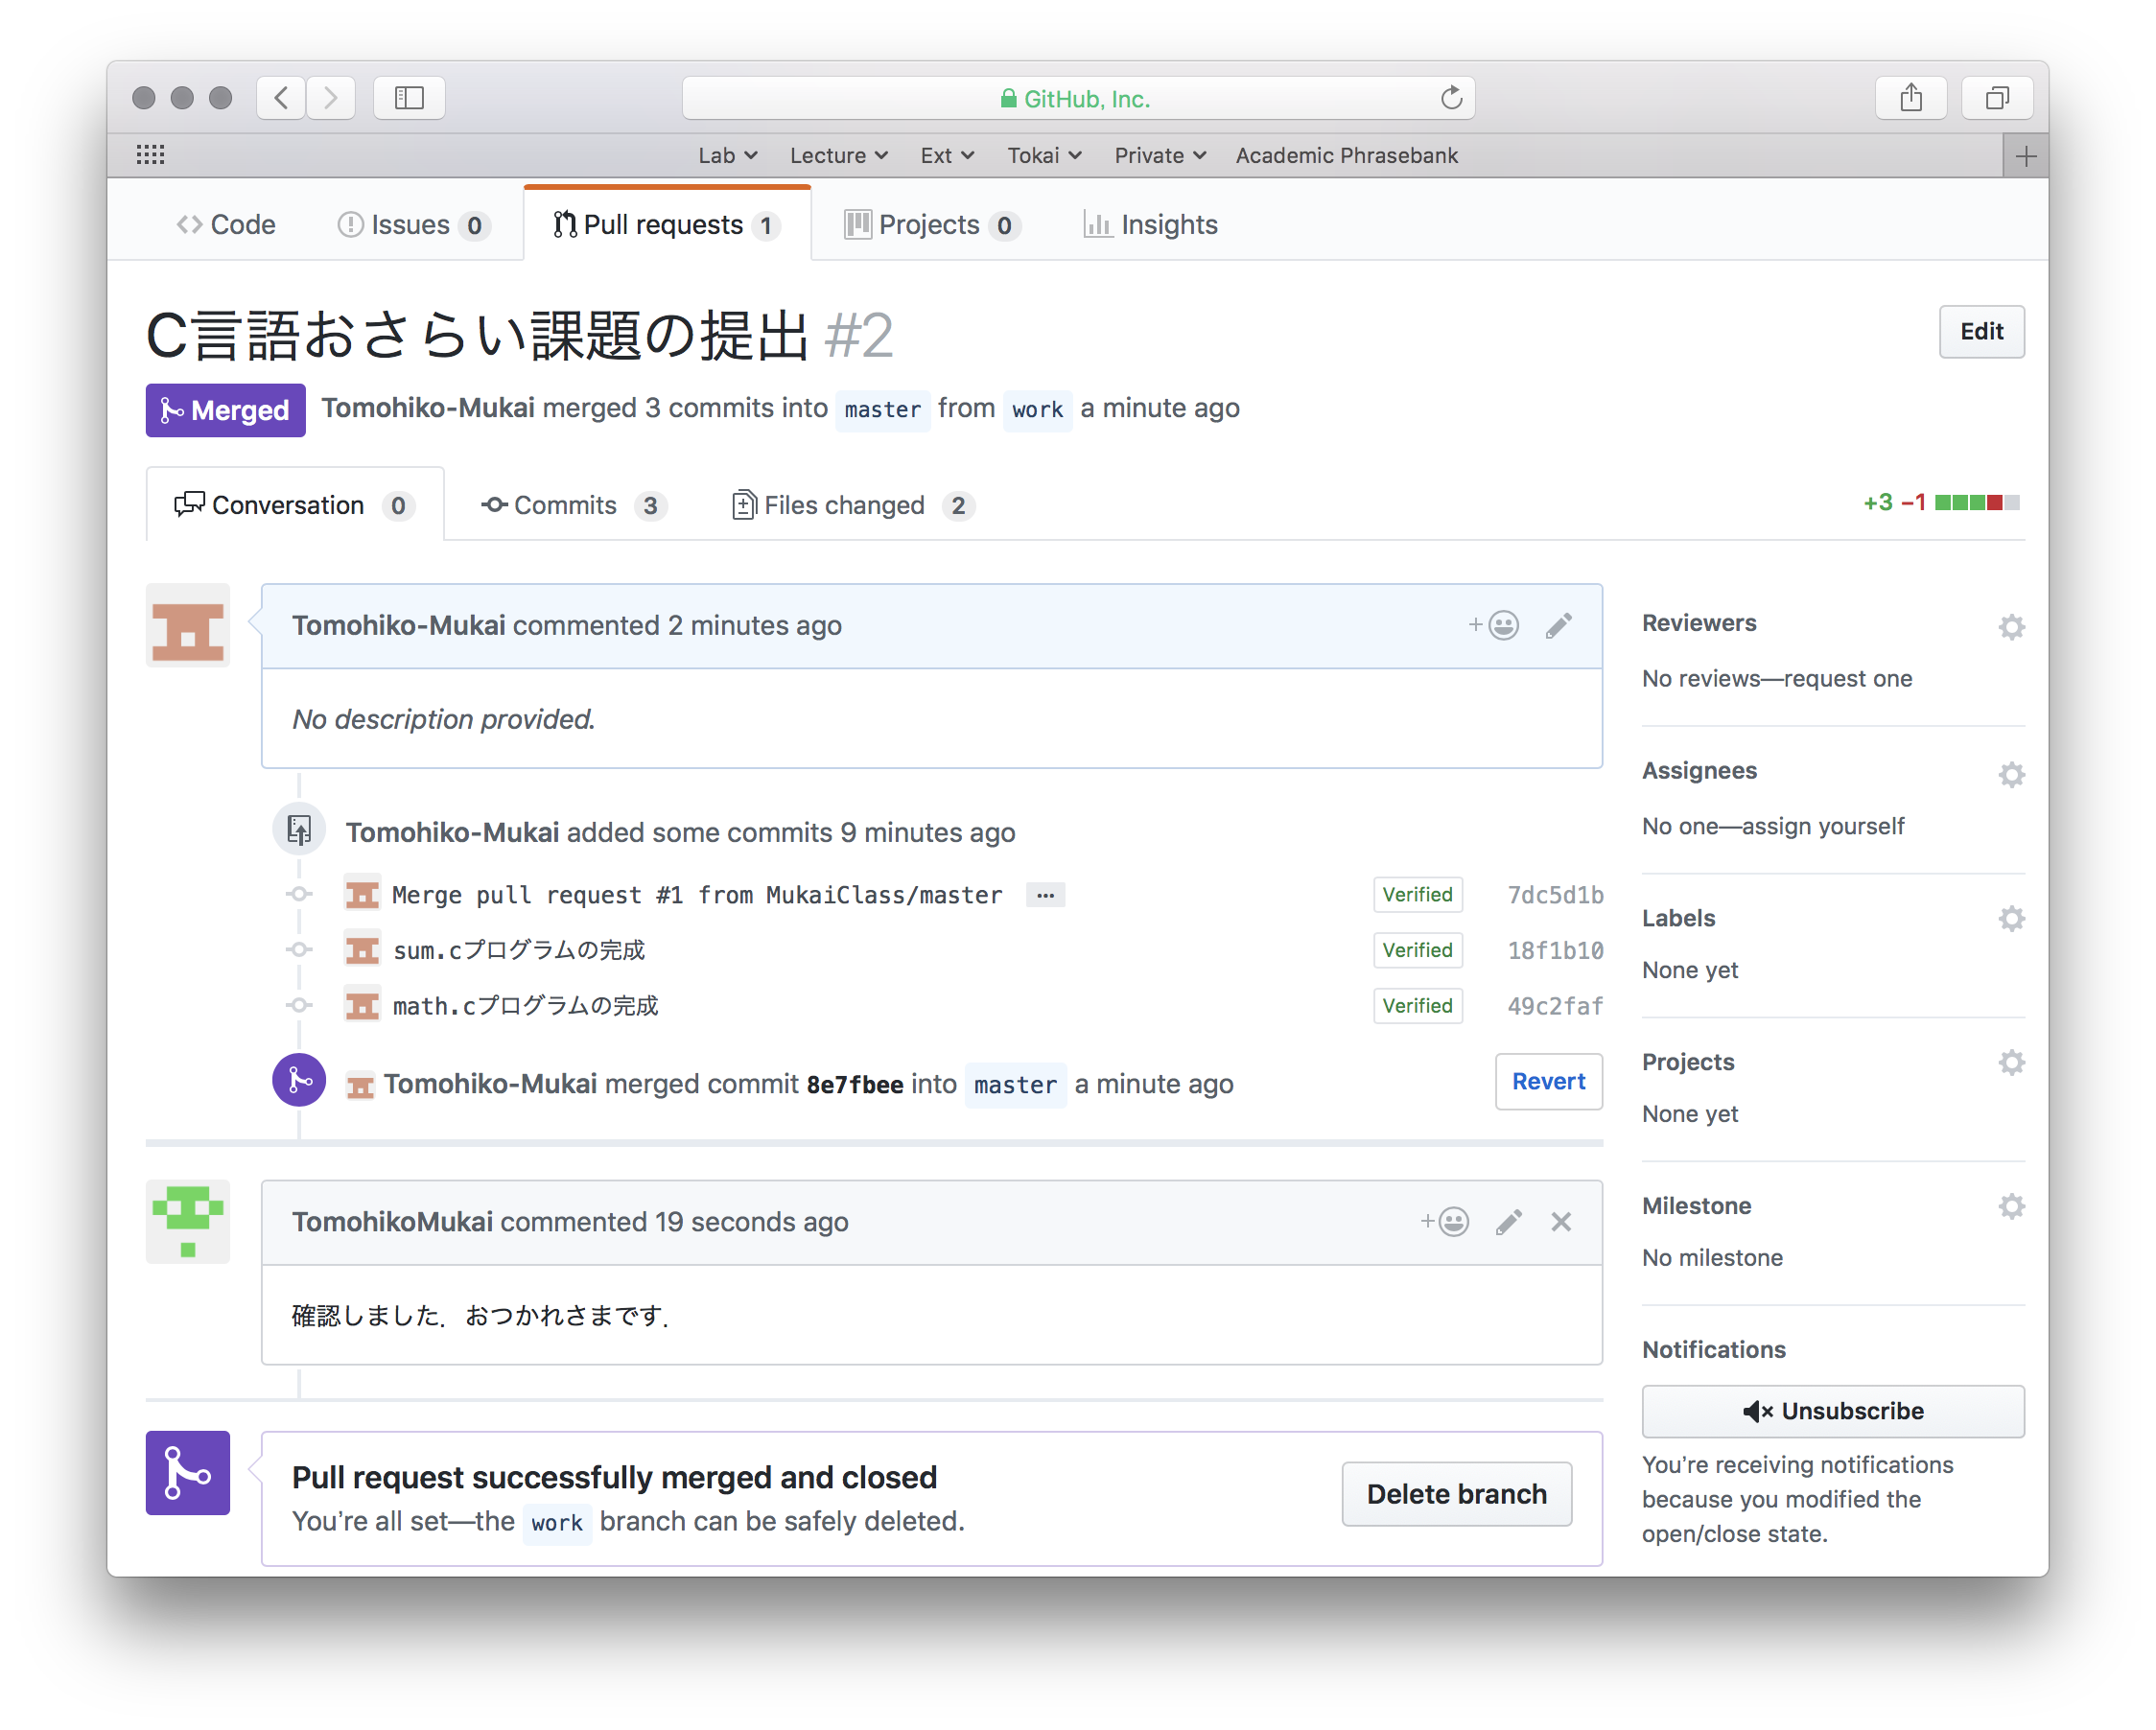 GitHub, Inc.
Lab Lecture Ext Tokai Private Academic Phrasebank
Code Issues 0 Pull requests 1 Projects 0 Insights
C言語おさらい課題の提出 #2
Edit
Merged Tomohiko-Mukai merged 3 commits into master from work a minute ago
Conversation 0 Commits 3 Files changed 2
+3 −1
Tomohiko-Mukai commented 2 minutes ago
No description provided.
Tomohiko-Mukai added some commits 9 minutes ago
Merge pull request #1 from MukaiClass/master ... Verified 7dc5d1b
sum.cプログラムの完成 Verified 18f1b10
math.cプログラムの完成 Verified 49c2faf
Tomohiko-Mukai merged commit 8e7fbee into master a minute ago Revert
TomohikoMukai commented 19 seconds ago
確認しました．おつかれさまです．
Pull request successfully merged and closed
You're all set—the work branch can be safely deleted.
Delete branch
Reviewers
No reviews—request one
Assignees
No one—assign yourself
Labels
None yet
Projects
None yet
Milestone
No milestone
Notifications
Unsubscribe
You're receiving notifications
because you modified the
open/close state.